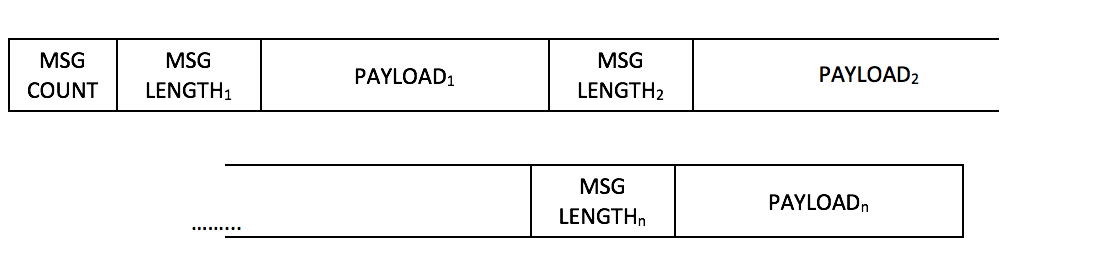 MSG MSG MSG
COUNT LENGTH₁ PAYLOAD₁ LENGTH₂ PAYLOAD₂
MSG
LENGTHₙ PAYLOADₙ
.........